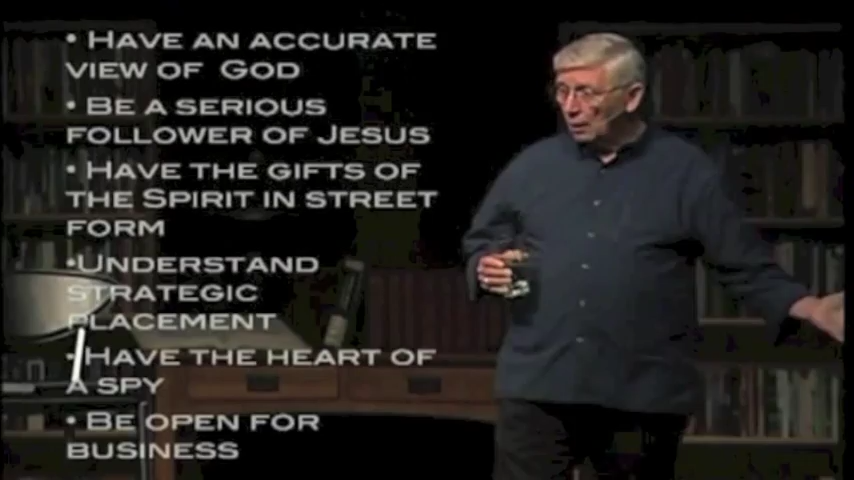 • Have an accurate
view of God
• Be a serious
follower of Jesus
• Have the gifts of
the Spirit in street
form
•Understand
strategic
placement
• Have the heart of
a spy
• Be open for
business